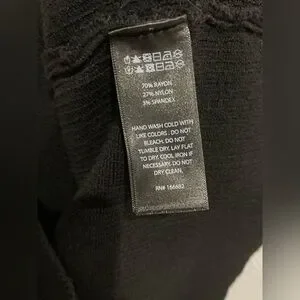 70% RAYON
27% NYLON
3% SPANDEX
HAND WASH COLD WITH
LIKE COLORS. DO NOT
BLEACH. DO NOT
TUMBLE DRY. LAY FLAT
TO DRY. COOL IRON IF
NECESSARY. DO NOT
DRY CLEAN.
RN# 166682